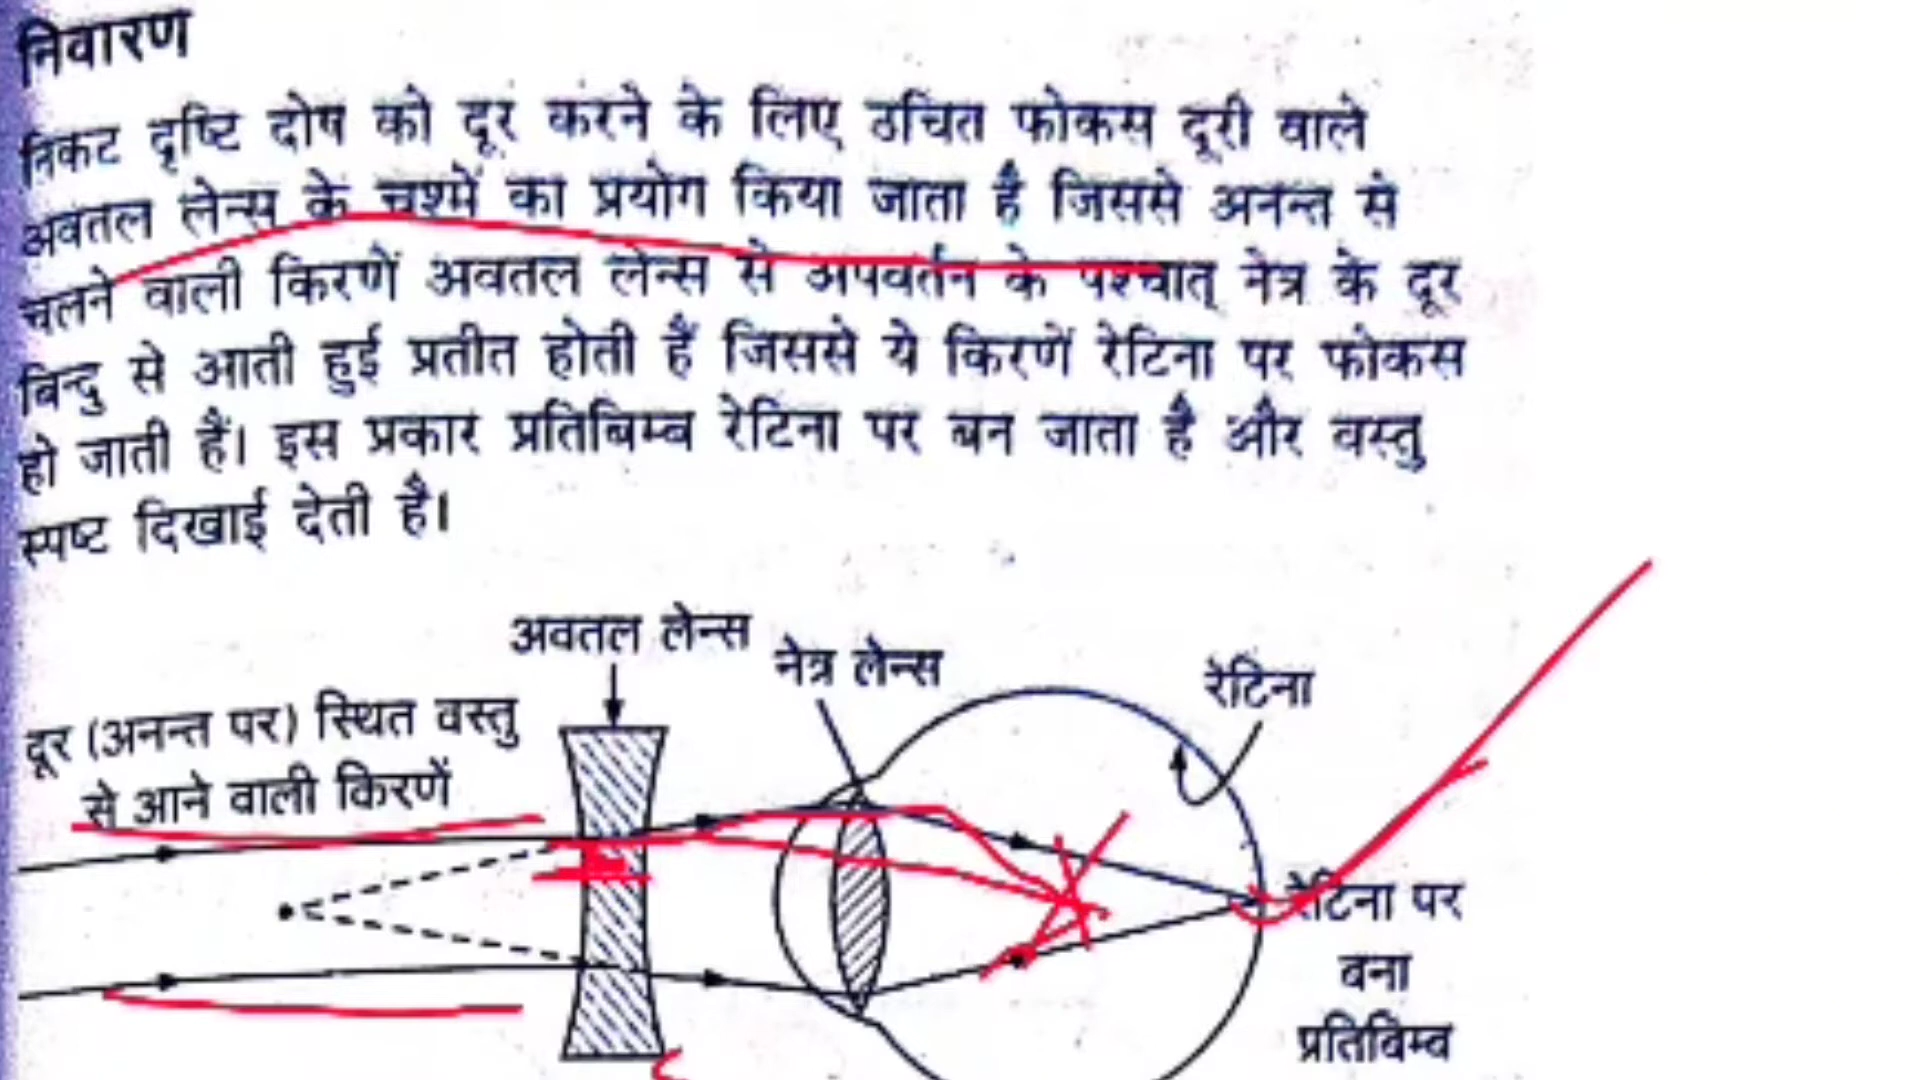 निवारण
निकट दृष्टि दोष को दूर करने के लिए उचित फोकस दूरी वाले
अवतल लेन्स के चश्में का प्रयोग किया जाता है जिससे अनन्त से
चलने वाली किरणें अवतल लेन्स से अपवर्तन के पश्चात् नेत्र के दूर
बिन्दु से आती हुई प्रतीत होती हैं जिससे ये किरणें रेटिना पर फोकस
हो जाती हैं। इस प्रकार प्रतिबिम्ब रेटिना पर बन जाता है और वस्तु
स्पष्ट दिखाई देती है।
अवतल लेन्स
नेत्र लेन्स
रेटिना
दूर (अनन्त पर) स्थित वस्तु
से आने वाली किरणें
रेटिना पर
बना
प्रतिबिम्ब